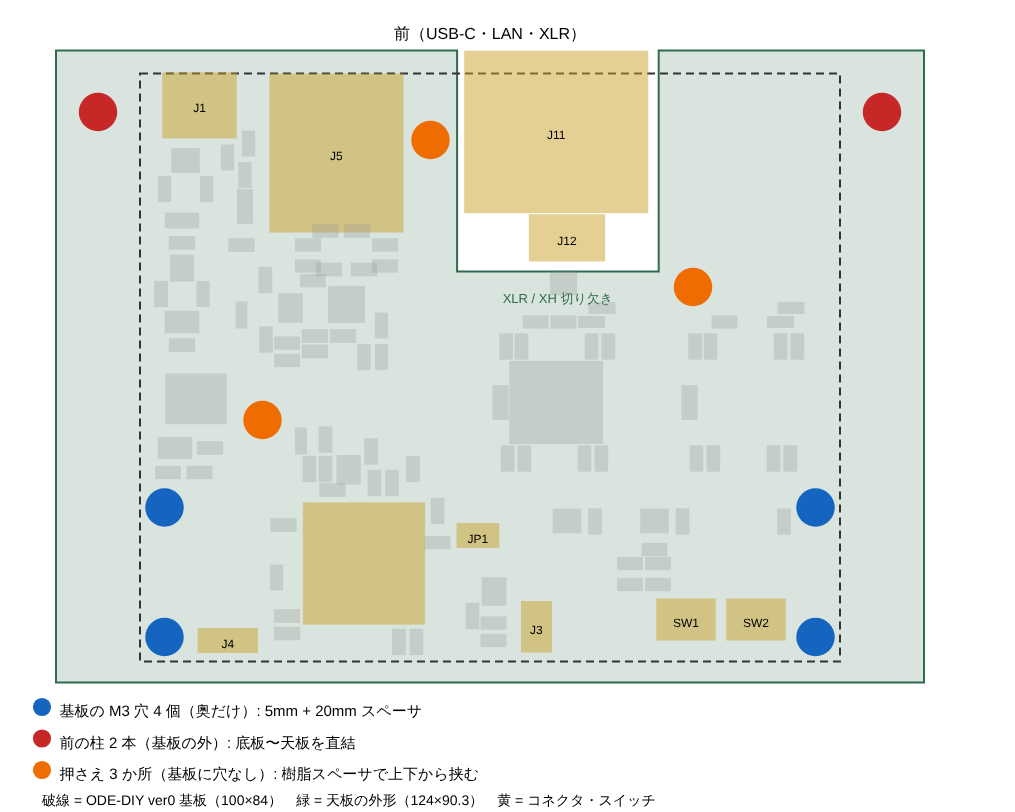 前（USB-C・LAN・XLR）
J1
J5
J11
J12
XLR / XH 切り欠き
JP1
J3
SW1
SW2
J4
基板の M3 穴 4 個（奥だけ）: 5mm + 20mm スペーサ
前の柱 2 本（基板の外）: 底板〜天板を直結
押さえ 3 か所（基板に穴なし）: 樹脂スペーサで上下から挟む
破線 = ODE-DIY ver0 基板（100×84）　緑 = 天板の外形（124×90.3）　黄 = コネクタ・スイッチ